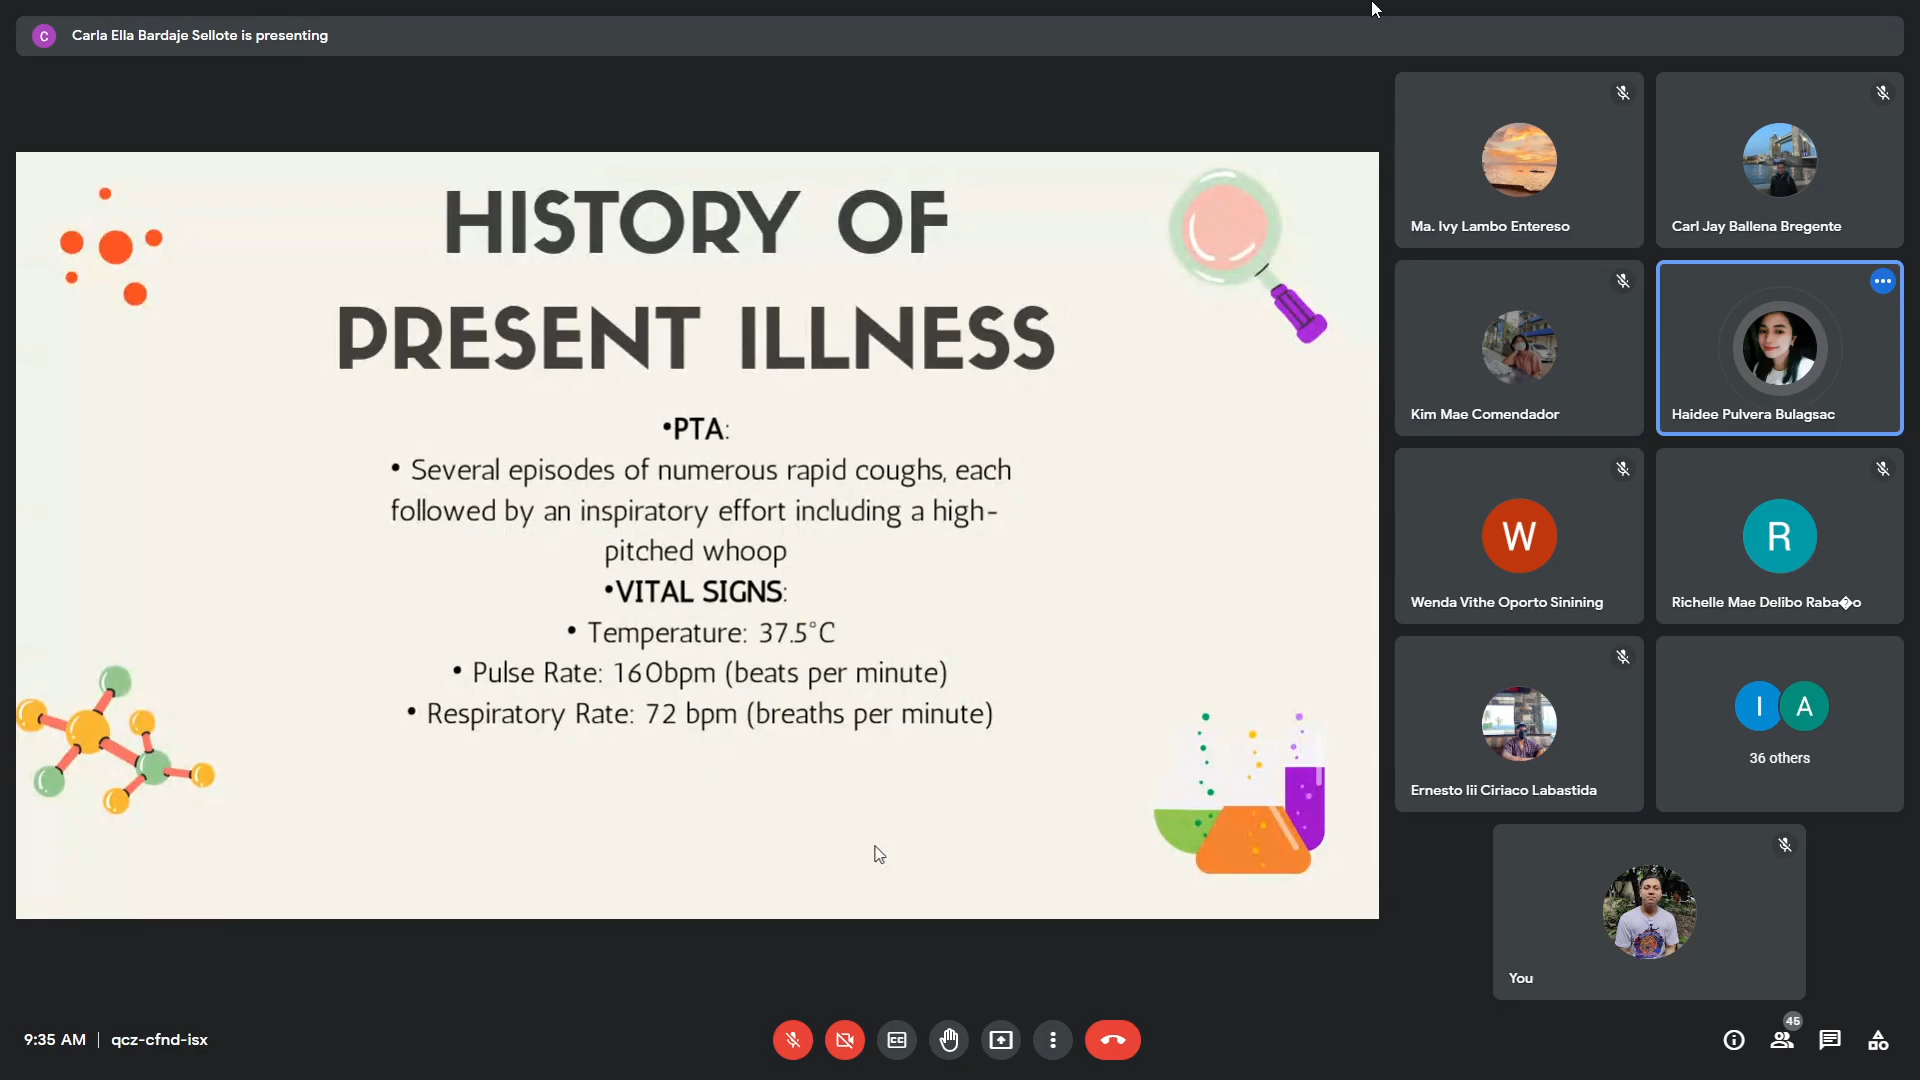 C
Carla Ella Bardaje Sellote is presenting
HISTORY OF
PRESENT ILLNESS
•PTA:
• Several episodes of numerous rapid coughs, each
followed by an inspiratory effort including a high-
pitched whoop
•VITAL SIGNS:
• Temperature: 37.5°C
• Pulse Rate: 160bpm (beats per minute)
• Respiratory Rate: 72 bpm (breaths per minute)
Ma. Ivy Lambo Entereso
Carl Jay Ballena Bregente
Kim Mae Comendador
Haidee Pulvera Bulagsac
W
Wenda Vithe Oporto Sinining
R
Richelle Mae Delibo Raba�o
Ernesto Iii Ciriaco Labastida
I A
36 others
You
9:35 AM | qcz-cfnd-isx
45